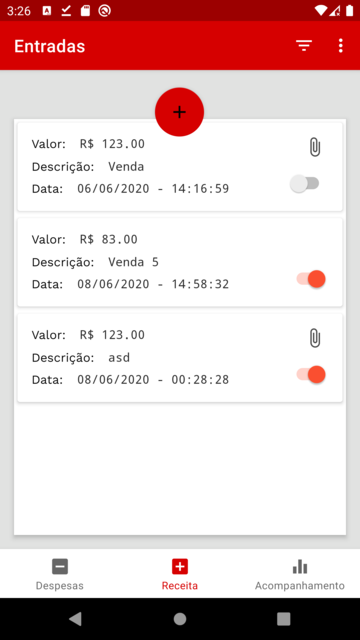 3:26
Entradas
+
Valor: R$ 123.00
Descrição: Venda
Data: 06/06/2020 - 14:16:59
Valor: R$ 83.00
Descrição: Venda 5
Data: 08/06/2020 - 14:58:32
Valor: R$ 123.00
Descrição: asd
Data: 08/06/2020 - 00:28:28
Despesas Receita Acompanhamento